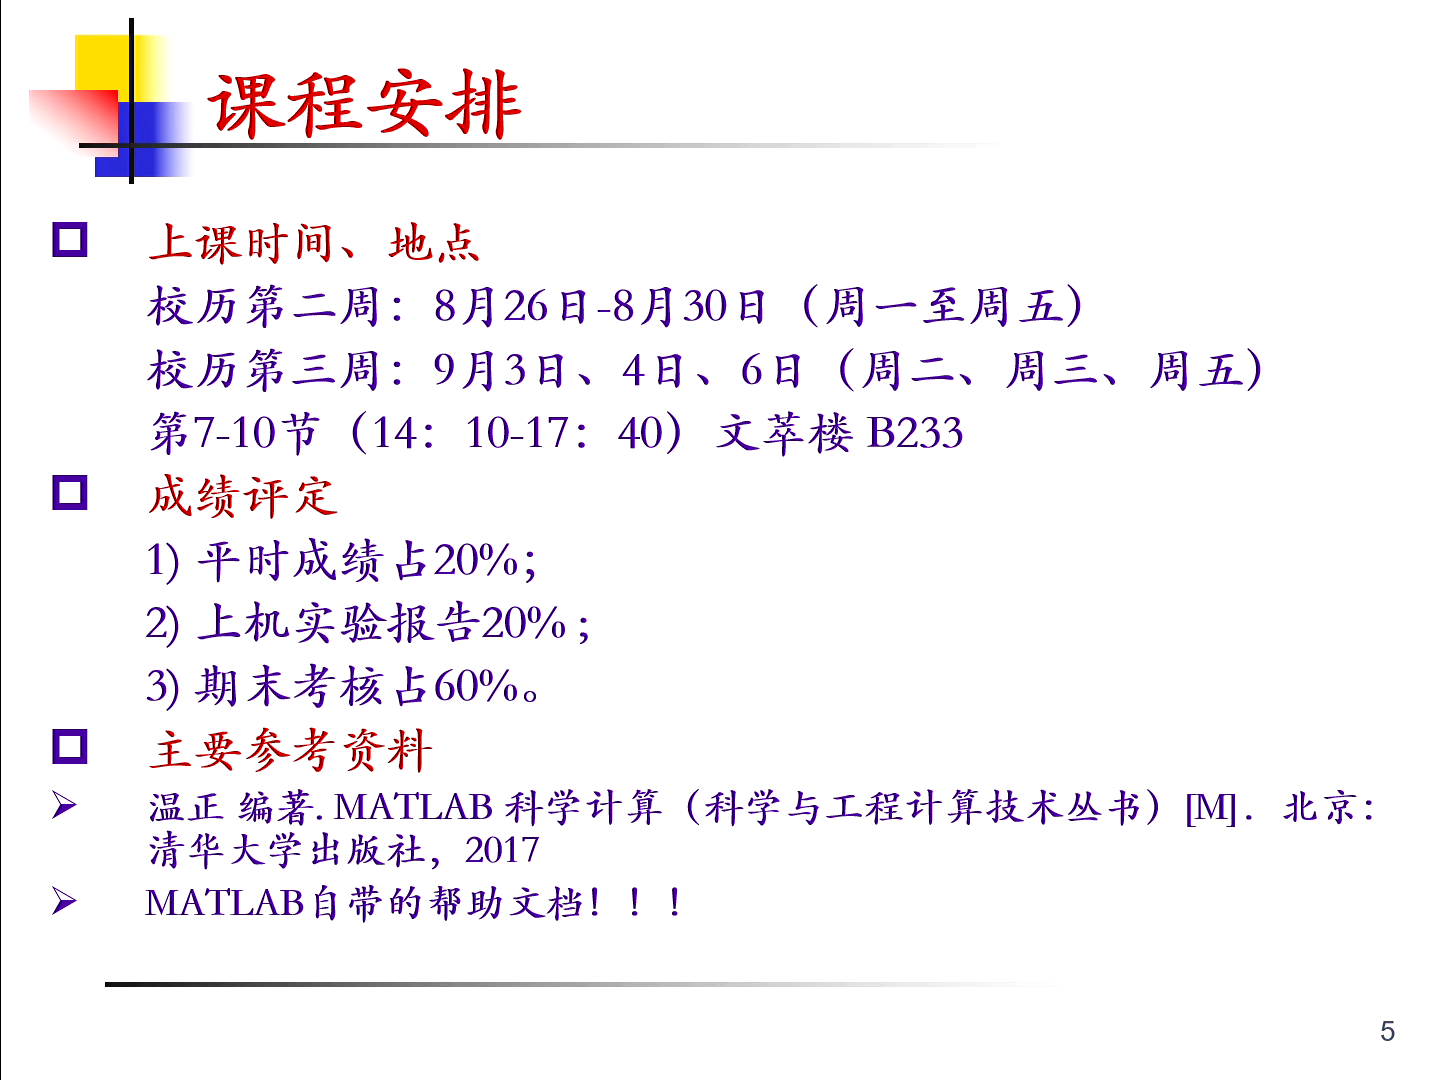 课程安排
上课时间、地点
校历第二周：8月26日-8月30日（周一至周五）
校历第三周：9月3日、4日、6日（周二、周三、周五）
第7-10节（14：10-17：40）文萃楼 B233
成绩评定
1) 平时成绩占20%；
2) 上机实验报告20%；
3) 期末考核占60%。
主要参考资料
温正 编著. MATLAB 科学计算（科学与工程计算技术丛书）[M]．北京：
清华大学出版社，2017
MATLAB自带的帮助文档！！！
5